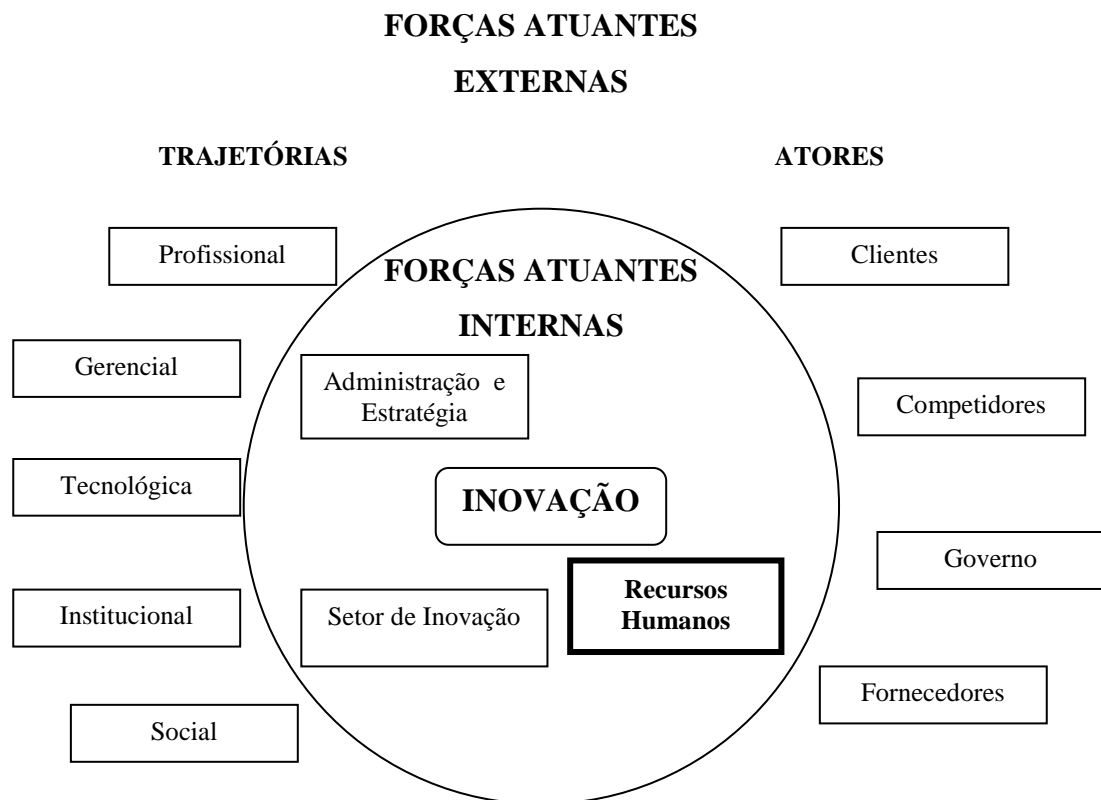 FORÇAS ATUANTES
EXTERNAS
TRAJETÓRIAS
ATORES
Profissional
Clientes
FORÇAS ATUANTES
INTERNAS
Gerencial
Administração e
Estratégia
Competidores
Tecnológica
INOVAÇÃO
Governo
Institucional
Setor de Inovação
Recursos
Humanos
Fornecedores
Social